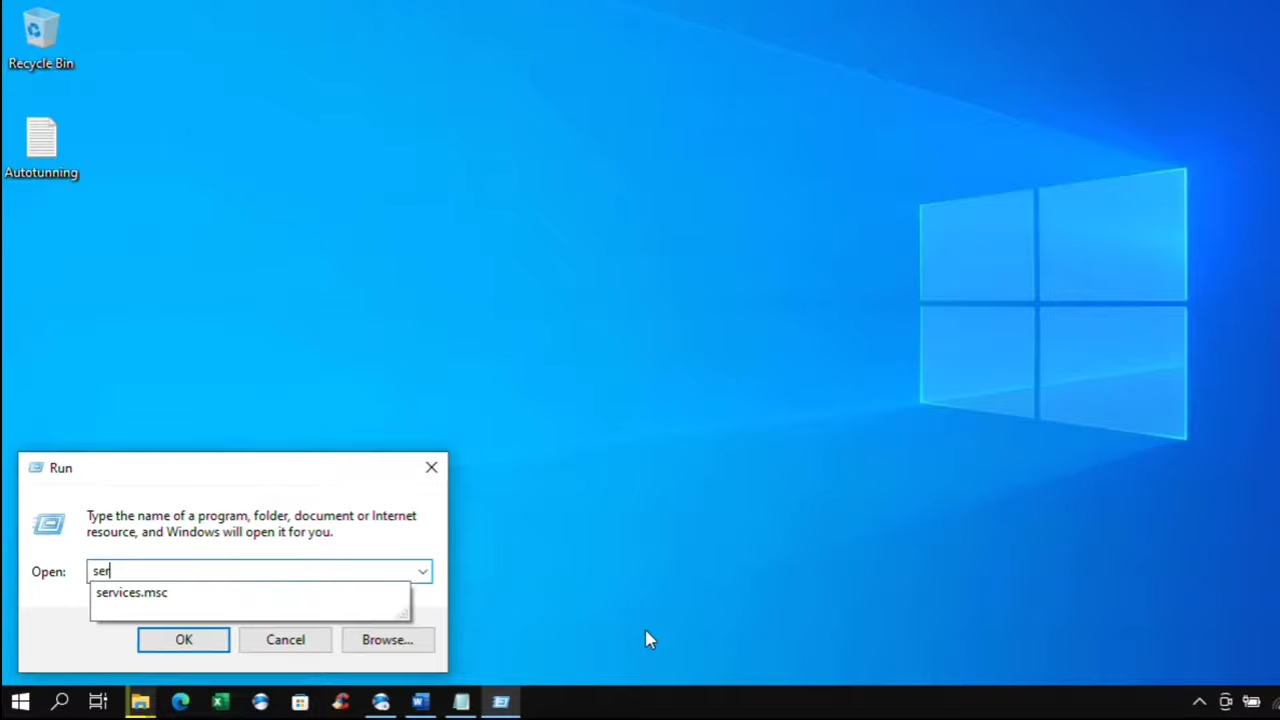 Recycle Bin
Autotunning
Run
Type the name of a program, folder, document or Internet
resource, and Windows will open it for you.
Open:
ser
services.msc
OK
Cancel
Browse...